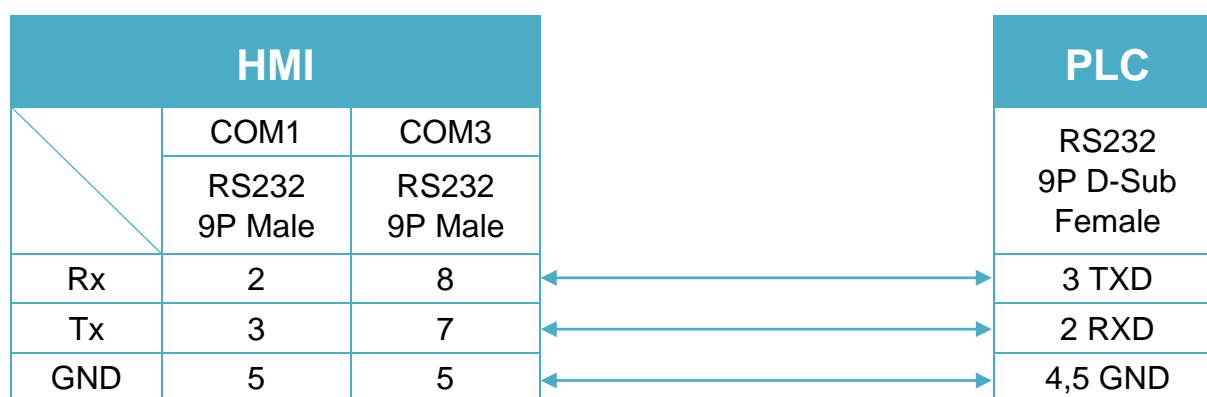 HMI PLC
COM1 COM3
RS232
9P Male
RS232
9P Male
RS232
9P D-Sub
Female
Rx 2 8 3 TXD
Tx 3 7 2 RXD
GND 5 5 4,5 GND